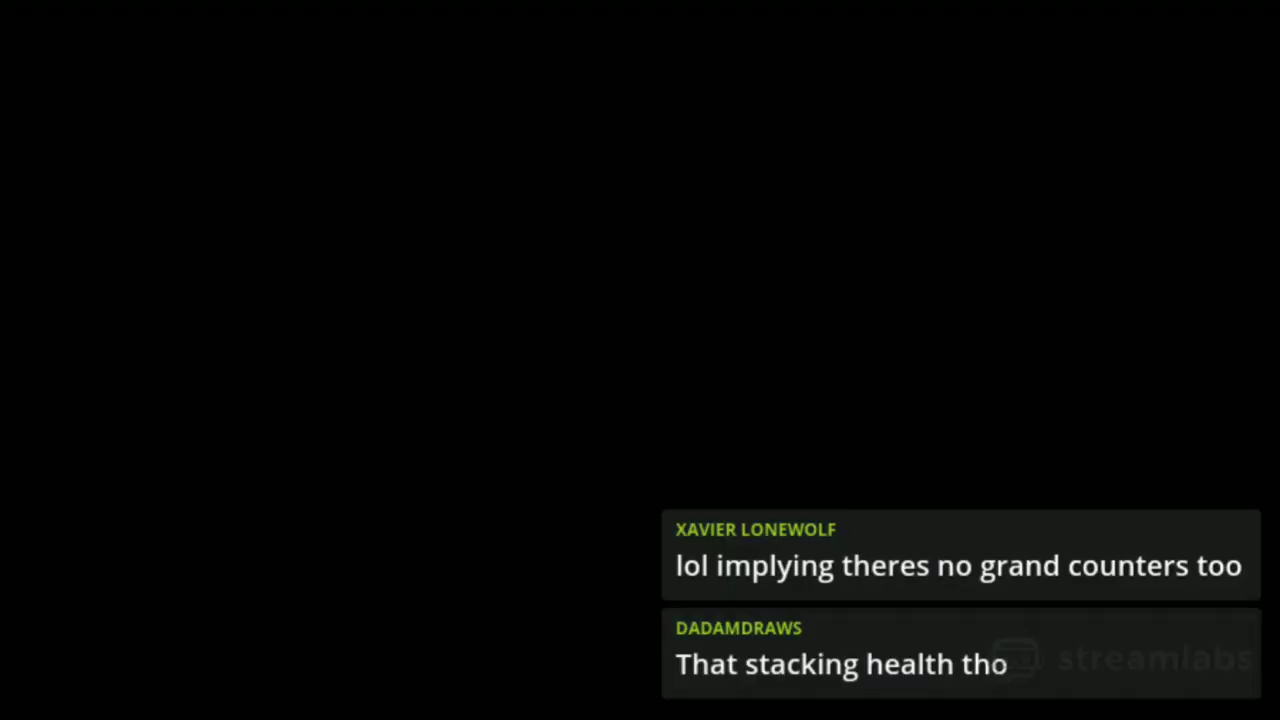 XAVIER LONEWOLF
lol implying theres no grand counters too
DADAMDRAWS
That stacking health tho
streamlabs